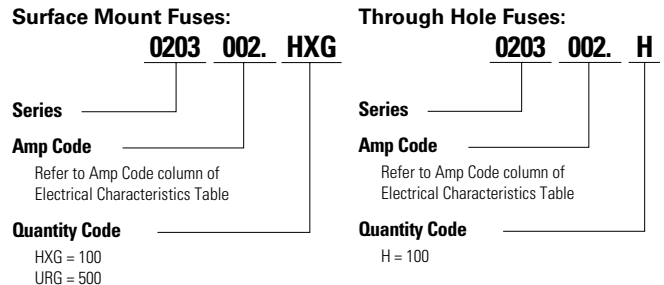 Surface Mount Fuses:
0203 002. HXG
Series
Amp Code
Refer to Amp Code column of
Electrical Characteristics Table
Quantity Code
HXG = 100
URG = 500
Through Hole Fuses:
0203 002. H
Series
Amp Code
Refer to Amp Code column of
Electrical Characteristics Table
Quantity Code
H = 100